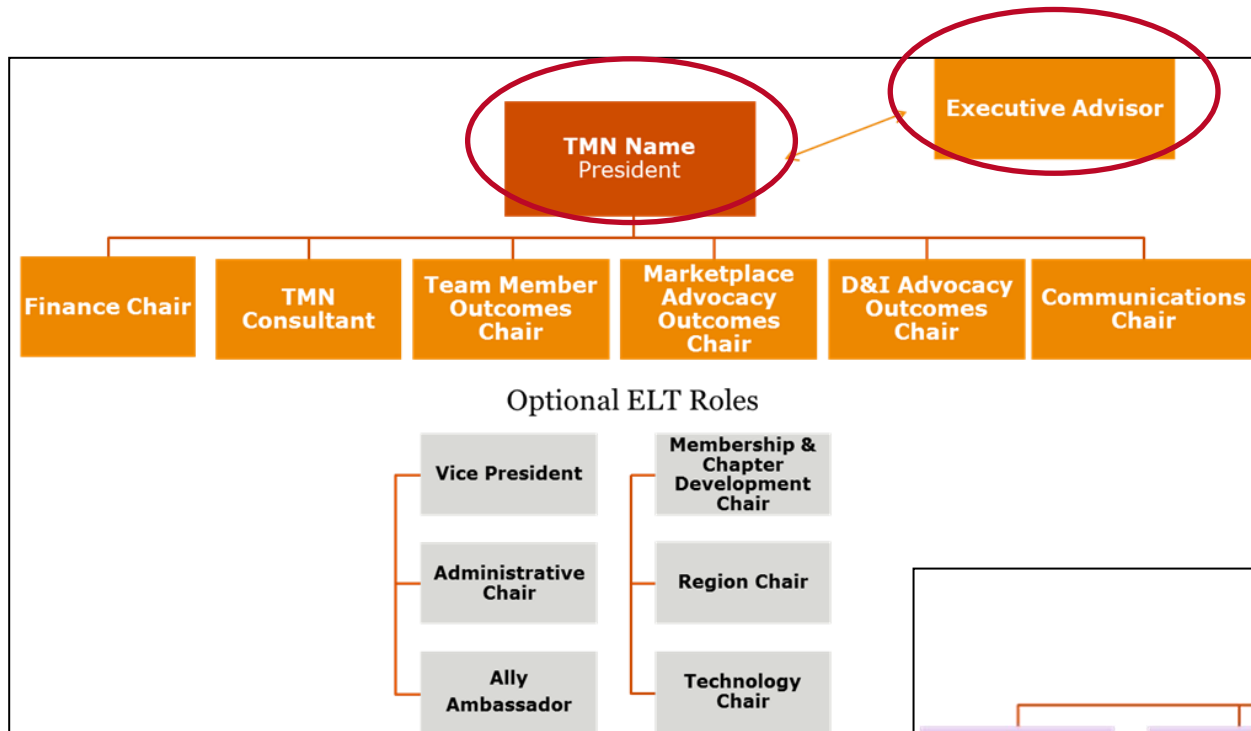 Executive Advisor
TMN Name
President
Finance Chair
TMN
Consultant
Team Member
Outcomes
Chair
Marketplace
Advocacy
Outcomes
Chair
D&I Advocacy
Outcomes
Chair
Communications
Chair
Optional ELT Roles
Vice President
Membership &
Chapter
Development
Chair
Administrative
Chair
Region Chair
Ally
Ambassador
Technology
Chair